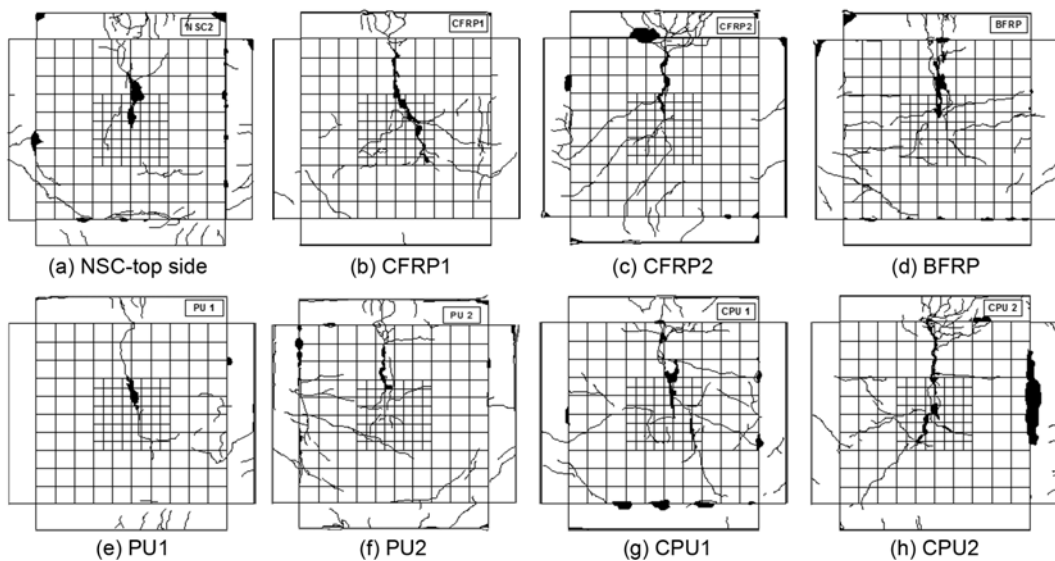 NSC2
CFRP1
CFRP2
BFRP
(a) NSC-top side
(b) CFRP1
(c) CFRP2
(d) BFRP
PU 1
PU 2
CPU 1
CPU 2
(e) PU1
(f) PU2
(g) CPU1
(h) CPU2